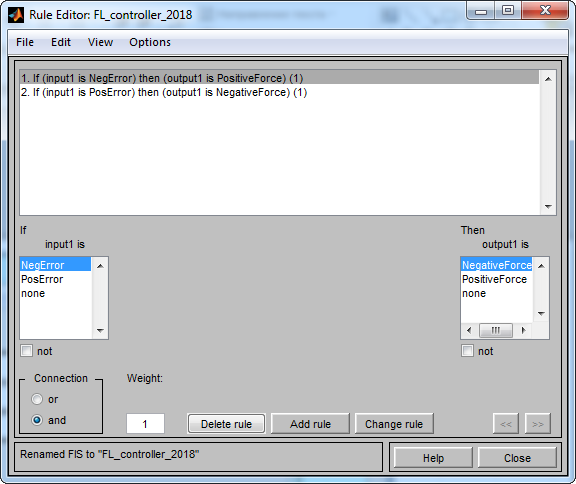 Rule Editor: FL_controller_2018
File Edit View Options
1. If (input1 is NegError) then (output1 is PositiveForce) (1)
2. If (input1 is PosError) then (output1 is NegativeForce) (1)
If
input1 is
NegError
PosError
none
not
Then
output1 is
NegativeForce
PositiveForce
none
not
Connection
or
and
Weight:
1
Delete rule
Add rule
Change rule
<<
>>
Renamed FIS to "FL_controller_2018"
Help
Close